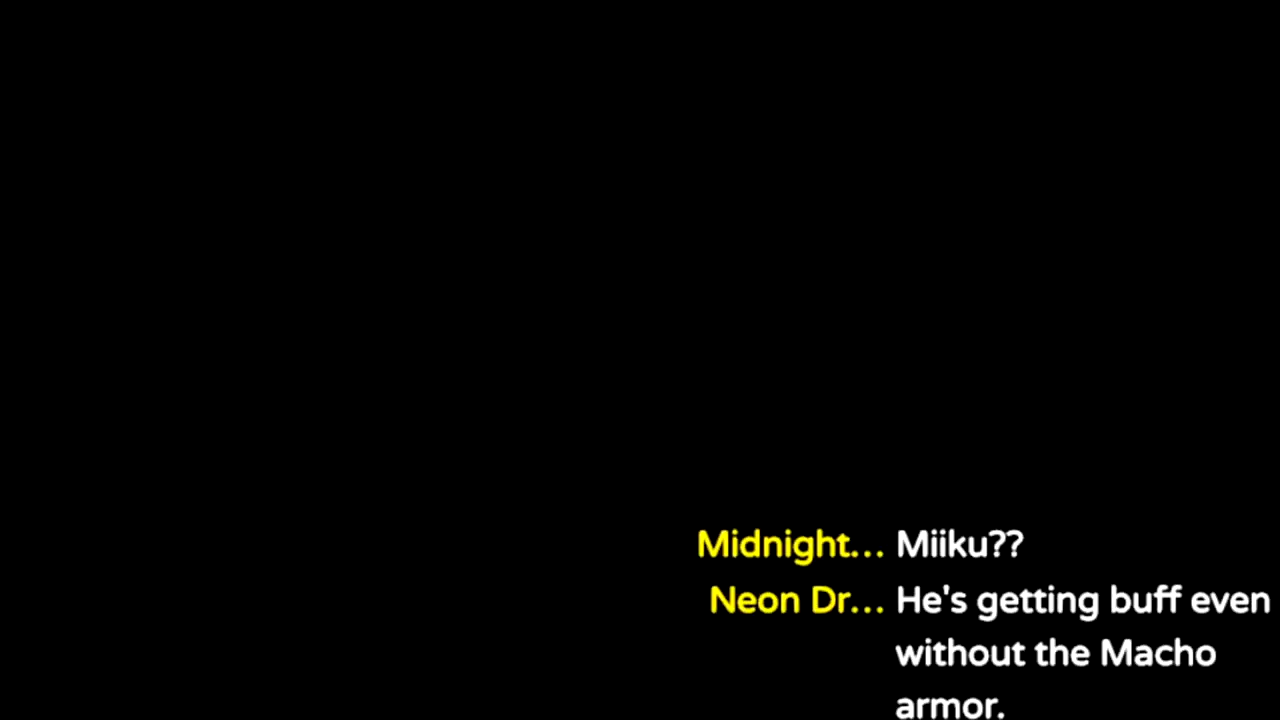 Midnight... Miiku??
Neon Dr... He's getting buff even
without the Macho
armor.